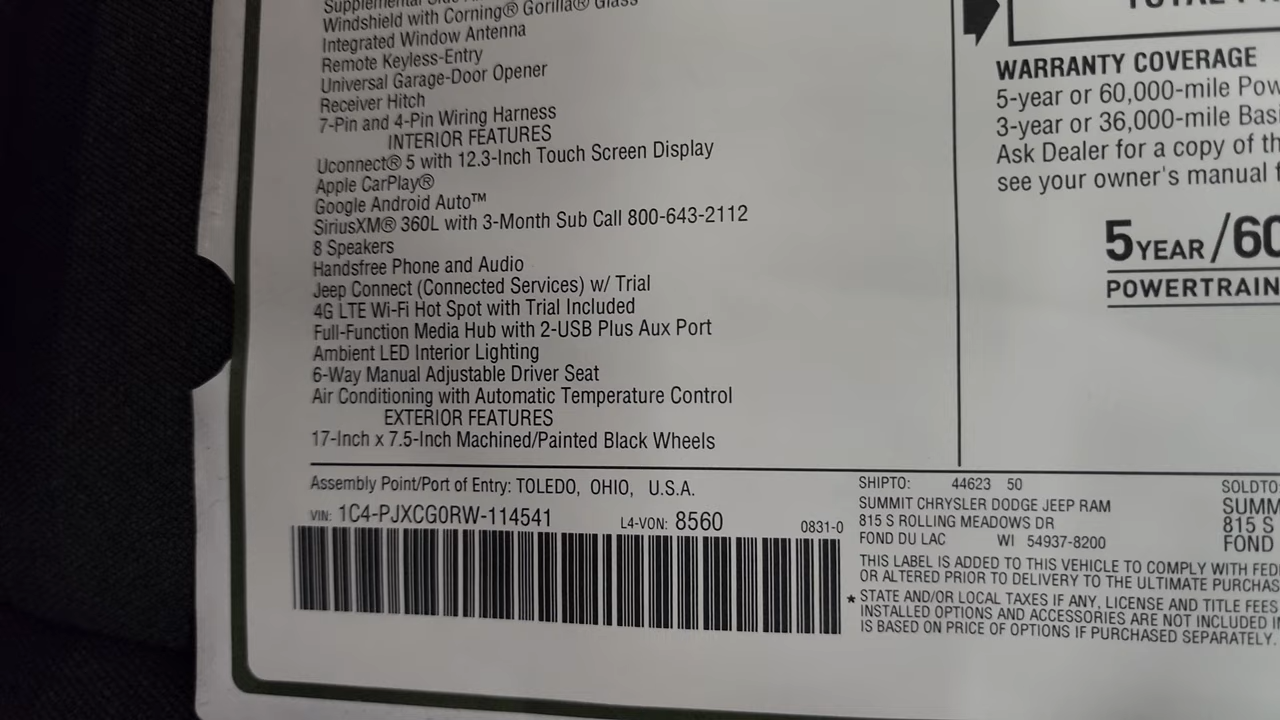 Supplemental Side
Windshield with Corning® Gorilla® Glass
Integrated Window Antenna
Remote Keyless-Entry
Universal Garage-Door Opener
Receiver Hitch
7-Pin and 4-Pin Wiring Harness
INTERIOR FEATURES
Uconnect® 5 with 12.3-Inch Touch Screen Display
Apple CarPlay®
Google Android Auto™
SiriusXM® 360L with 3-Month Sub Call 800-643-2112
8 Speakers
Handsfree Phone and Audio
Jeep Connect (Connected Services) w/ Trial
4G LTE Wi-Fi Hot Spot with Trial Included
Full-Function Media Hub with 2-USB Plus Aux Port
Ambient LED Interior Lighting
6-Way Manual Adjustable Driver Seat
Air Conditioning with Automatic Temperature Control
EXTERIOR FEATURES
17-Inch x 7.5-Inch Machined/Painted Black Wheels
Assembly Point/Port of Entry: TOLEDO, OHIO, U.S.A.
VIN: 1C4-PJXCG0RW-114541
L4-VON: 8560
0831-0
TOTAL
WARRANTY COVERAGE
5-year or 60,000-mile Pow
3-year or 36,000-mile Basi
Ask Dealer for a copy of th
see your owner's manual f
5 YEAR/60
POWERTRAIN
SHIPTO: 44623 50
SUMMIT CHRYSLER DODGE JEEP RAM
815 S ROLLING MEADOWS DR
FOND DU LAC WI 54937-8200
SOLDTO:
SUMM
815 S
FOND
THIS LABEL IS ADDED TO THIS VEHICLE TO COMPLY WITH FED
OR ALTERED PRIOR TO DELIVERY TO THE ULTIMATE PURCHAS
* STATE AND/OR LOCAL TAXES IF ANY, LICENSE AND TITLE FEES
INSTALLED OPTIONS AND ACCESSORIES ARE NOT INCLUDED I
IS BASED ON PRICE OF OPTIONS IF PURCHASED SEPARATELY.